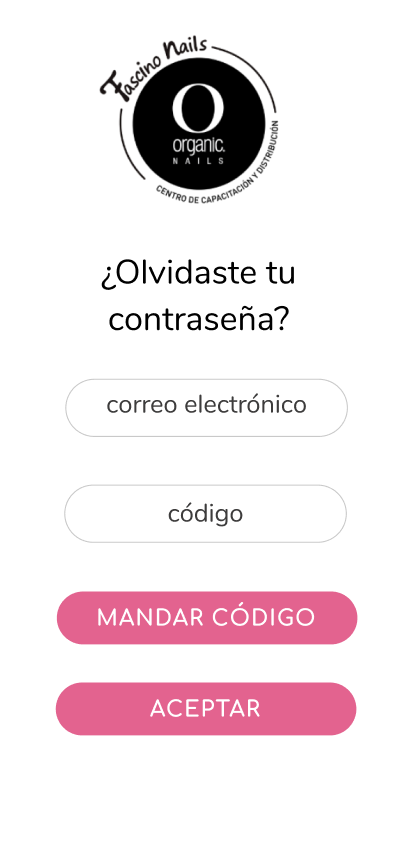 Fascino Nails
organic.
NAILS
CENTRO DE CAPACITACIÓN Y DISTRIBUCIÓN
¿Olvidaste tu
contraseña?
correo electrónico
código
MANDAR CÓDIGO
ACEPTAR